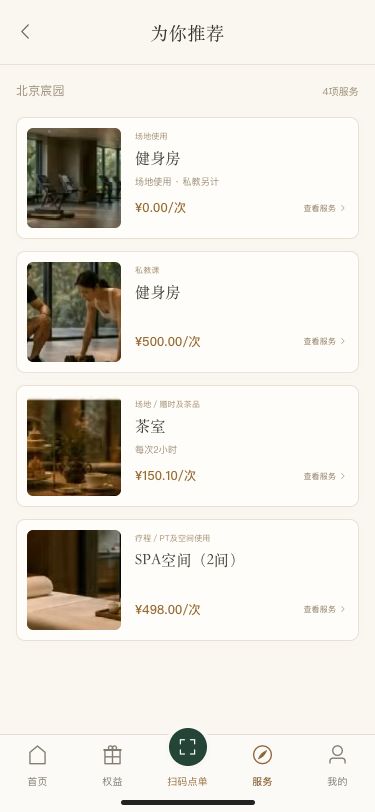 为你推荐
北京宸园
4项服务
场地使用
健身房
场地使用 · 私教另计
¥0.00/次
查看服务
私教课
健身房
¥500.00/次
查看服务
场地 / 随时及茶品
茶室
每次2小时
¥150.10/次
查看服务
疗程 / PT及空间使用
SPA空间（2间）
¥498.00/次
查看服务
首页
权益
扫码点单
服务
我的